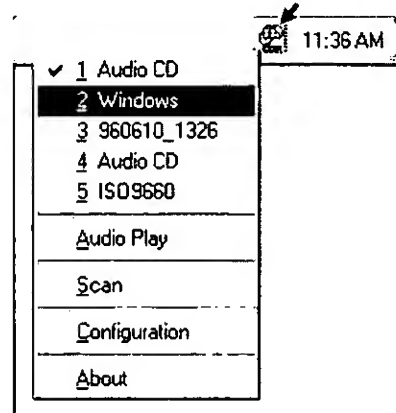 11:36 AM
✓ 1 Audio CD
2 Windows
3 960610_1326
4 Audio CD
5 ISO9660
Audio Play
Scan
Configuration
About